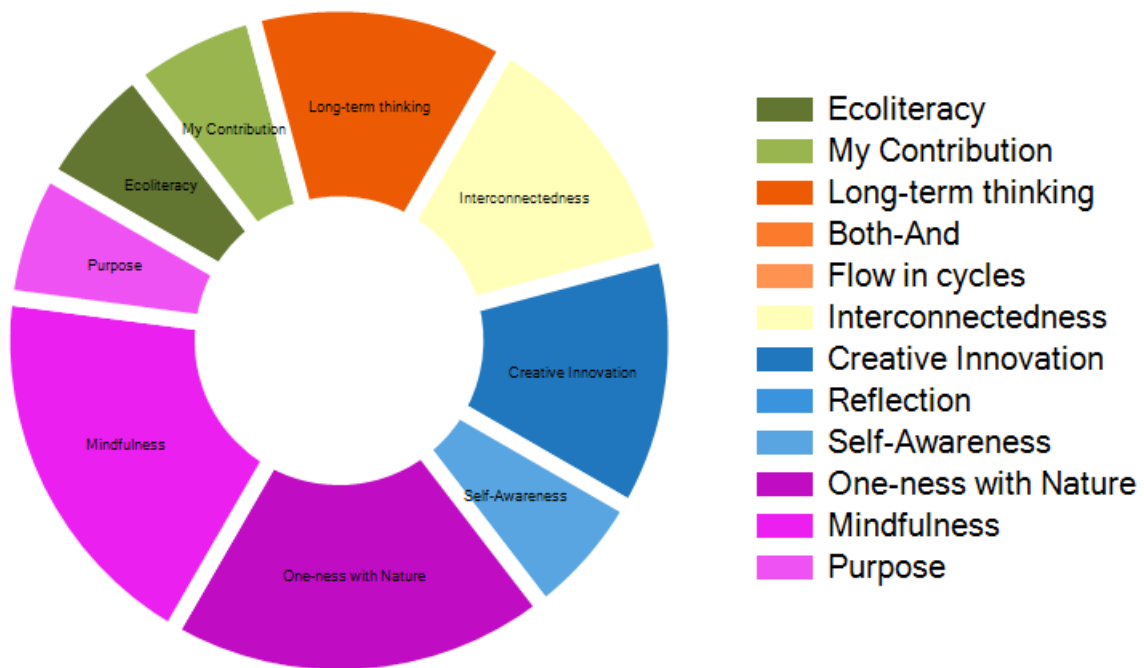 Long-term thinking
My Contribution
Ecoliteracy
Interconnectedness
Purpose
Creative Innovation
Mindfulness
Self-Awareness
One-ness with Nature
Ecoliteracy
My Contribution
Long-term thinking
Both-And
Flow in cycles
Interconnectedness
Creative Innovation
Reflection
Self-Awareness
One-ness with Nature
Mindfulness
Purpose